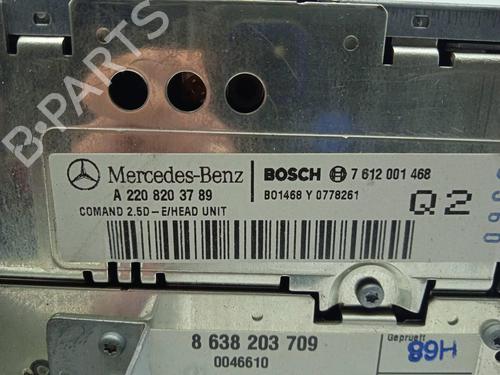 B-PARTS
Mercedes-Benz
A 220 820 37 89
COMAND 2.5D-E/HEAD UNIT
BOSCH 7 612 001 468
B01468 Y 0778261
Q2
8 638 203 709
0046610
Geprueft
89H